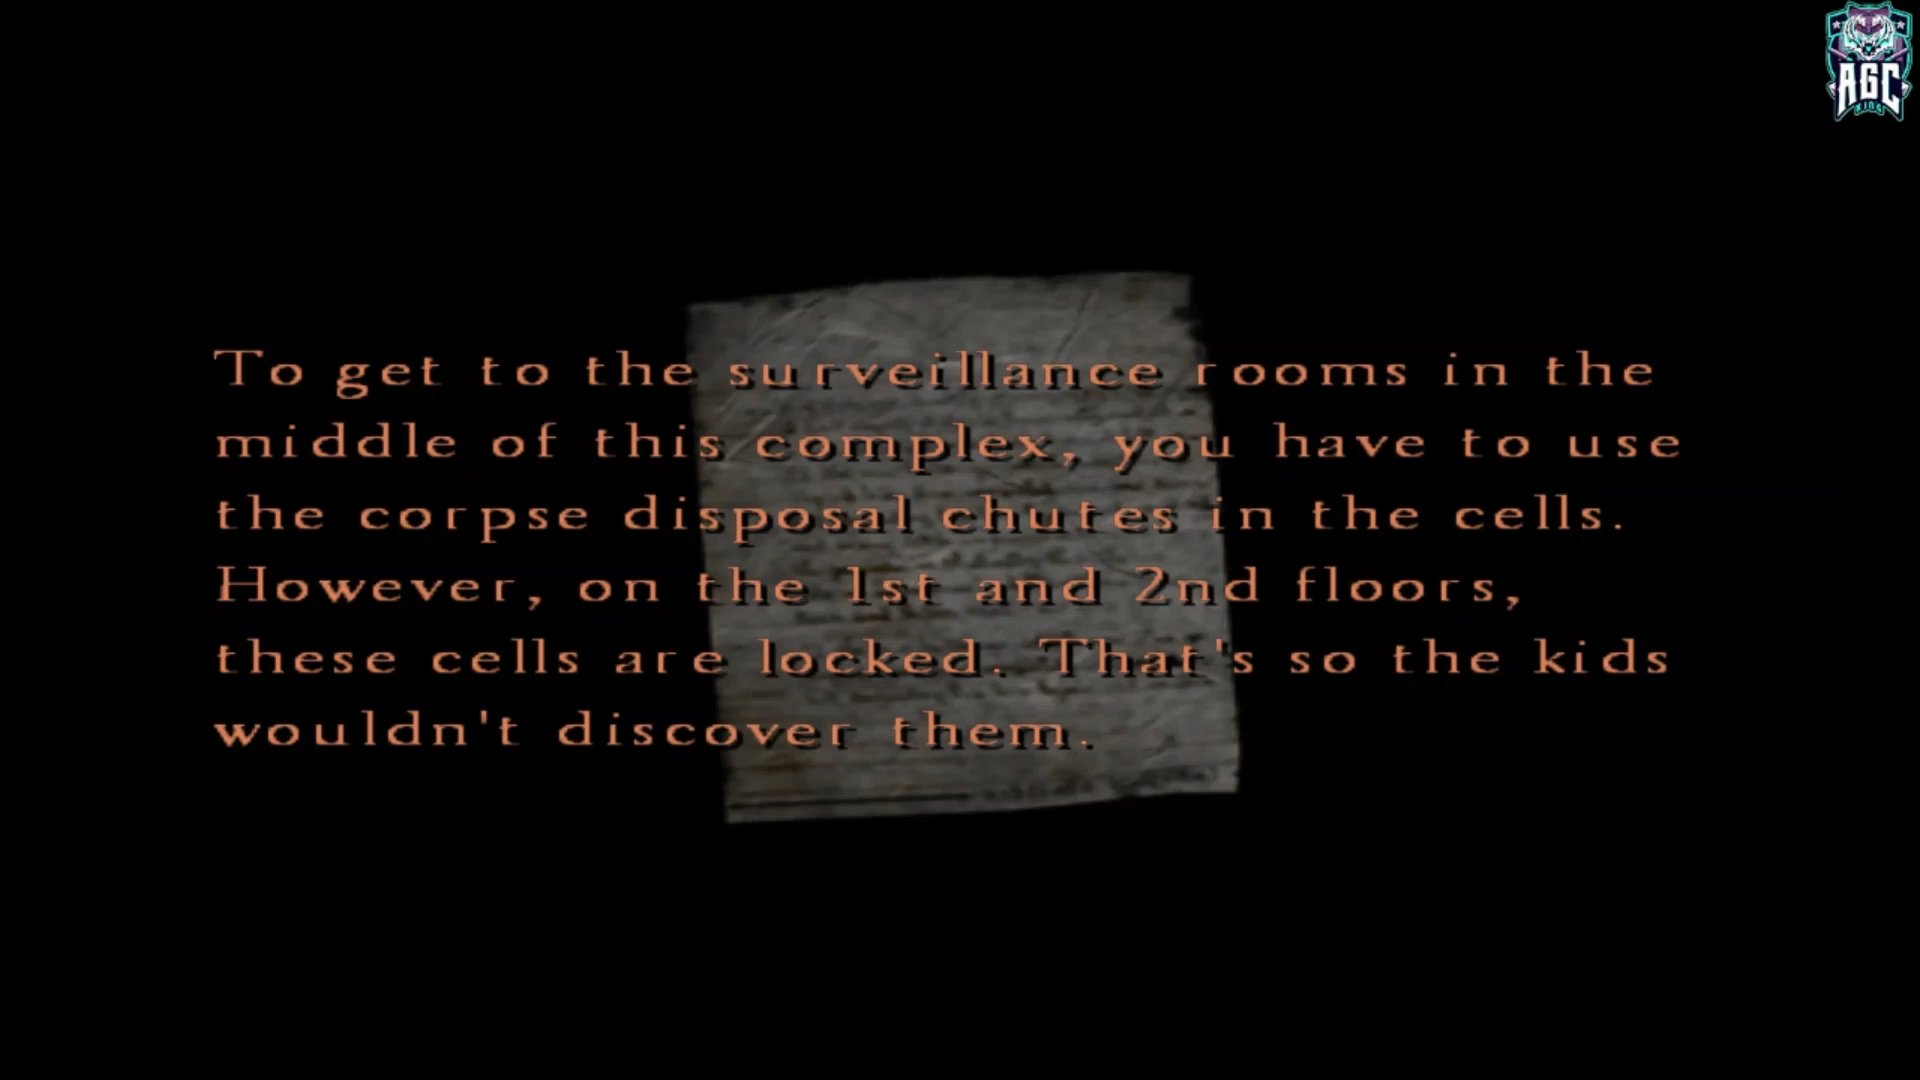 AGC
KING
To get to the surveillance rooms in the
middle of this complex, you have to use
the corpse disposal chutes in the cells.
However, on the 1st and 2nd floors,
these cells are locked. That's so the kids
wouldn't discover them.